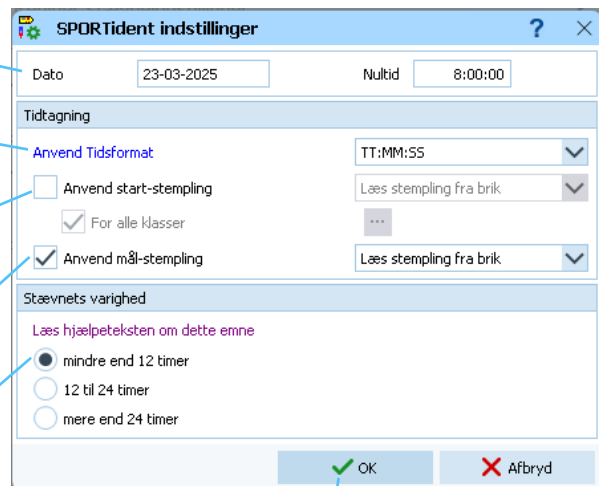 SPORTident indstillinger ?
Dato 23-03-2025 Nultid 8:00:00
Tidtagning
Anvend Tidsformat TT:MM:SS
Anvend start-stempling Læs stempling fra brik
For alle klasser ...
Anvend mål-stempling Læs stempling fra brik
Stævnets varighed
Læs hjælpeteksten om dette emne
mindre end 12 timer
12 til 24 timer
mere end 24 timer
OK Afbryd